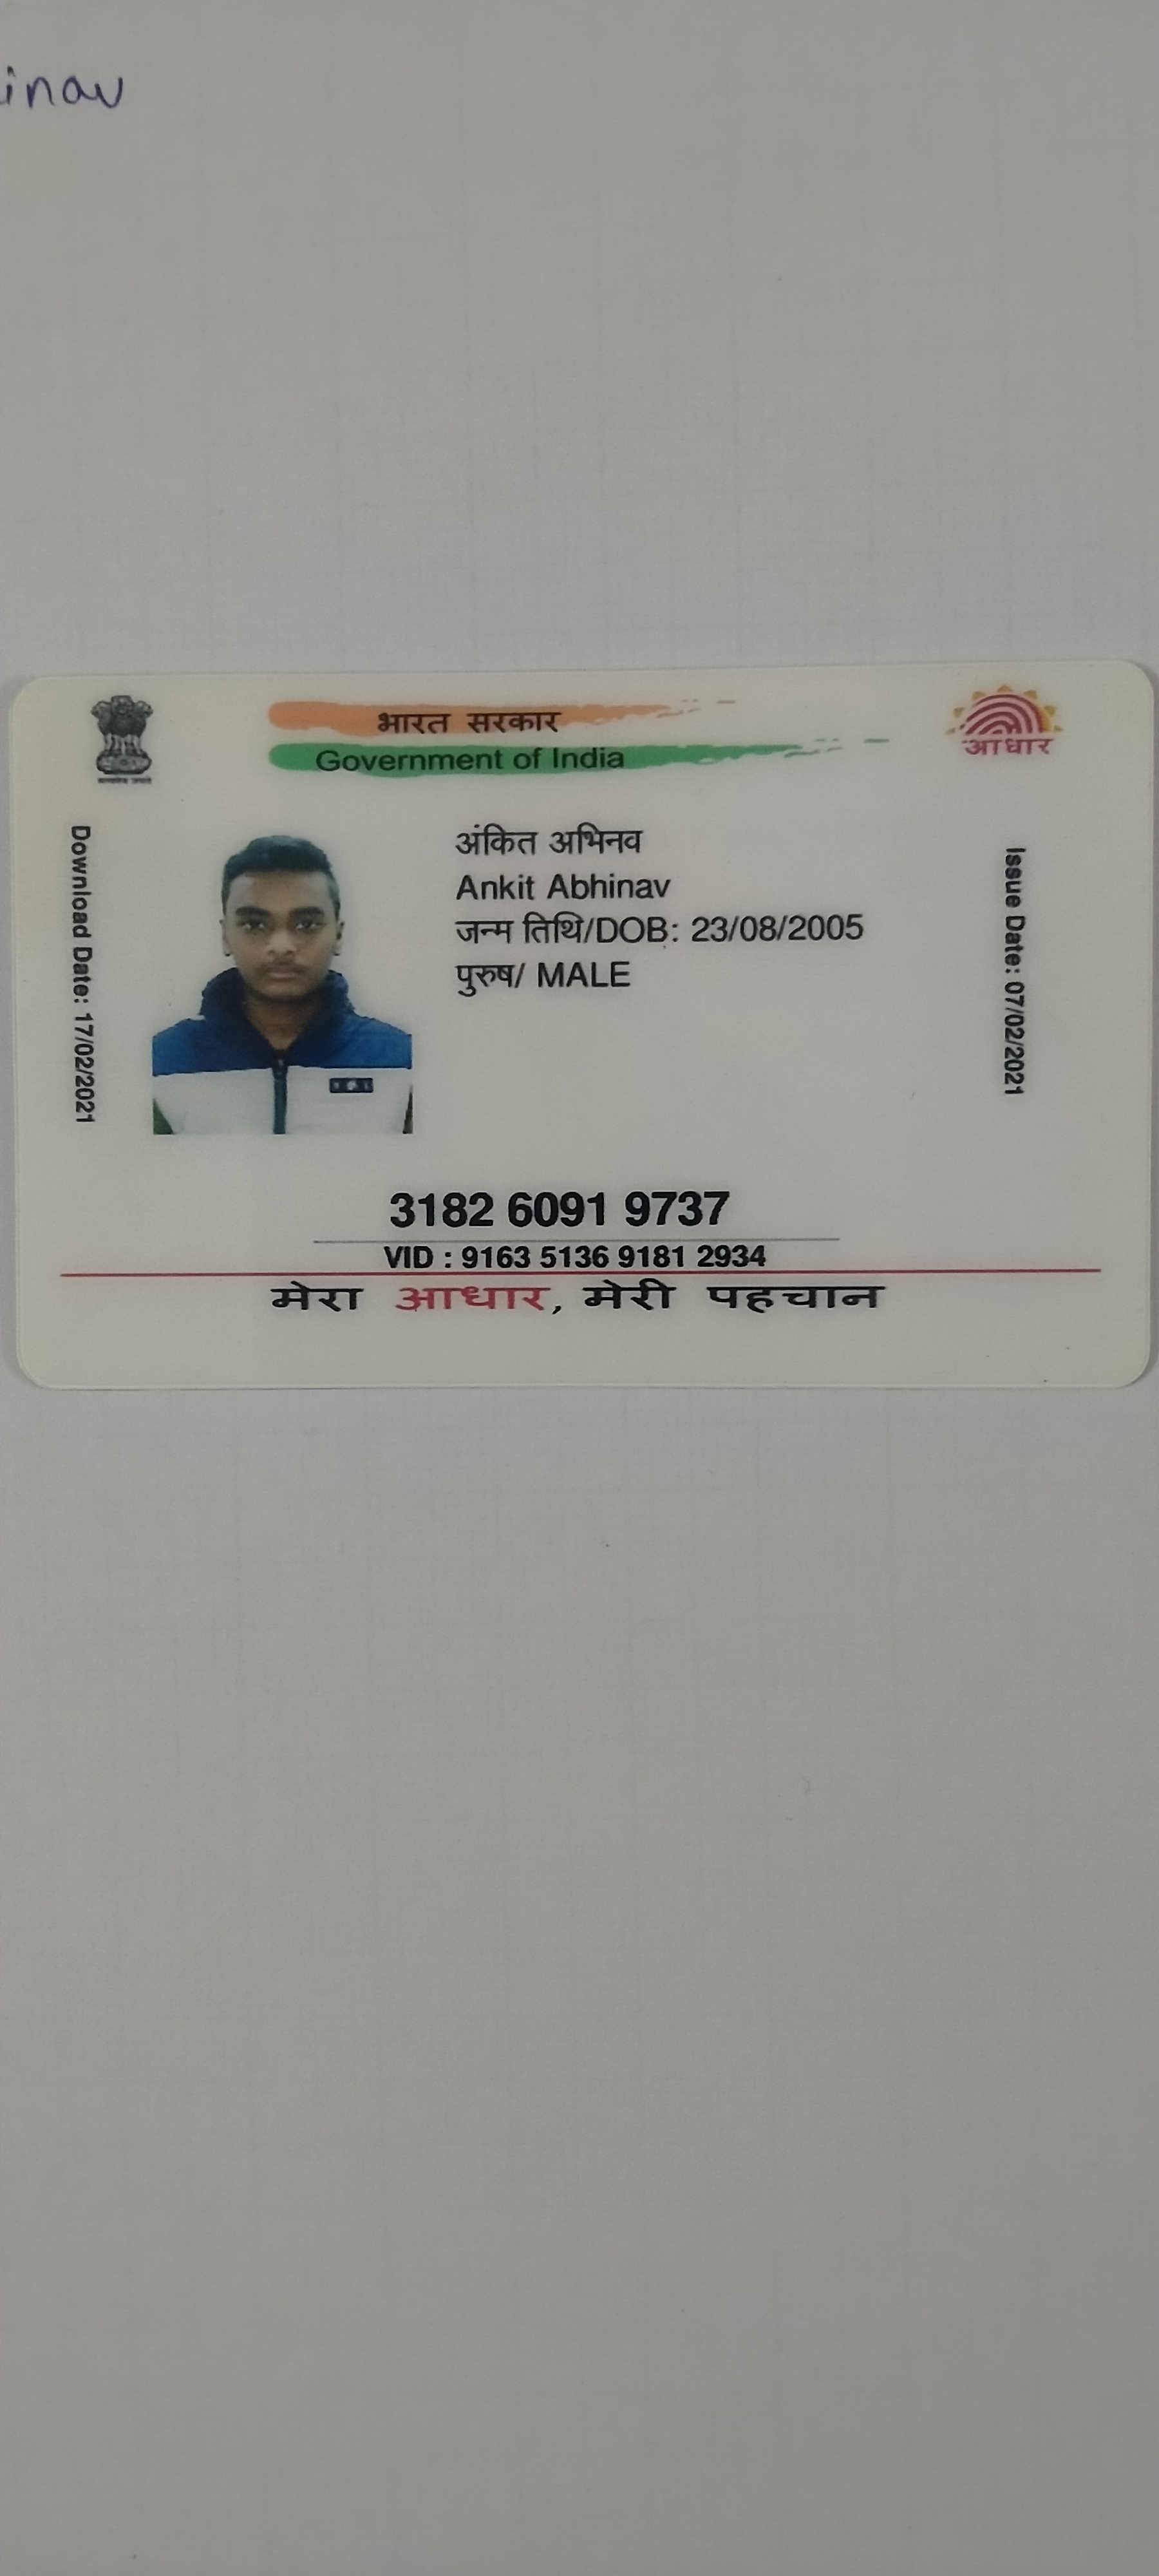 inav
भारत सरकार
Government of India
आधार
Download Date: 17/02/2021
अंकित अभिनव
Ankit Abhinav
जन्म तिथि/DOB: 23/08/2005
पुरुष/ MALE
Issue Date: 07/02/2021
3182 6091 9737
VID : 9163 5136 9181 2934
मेरा आधार, मेरी पहचान